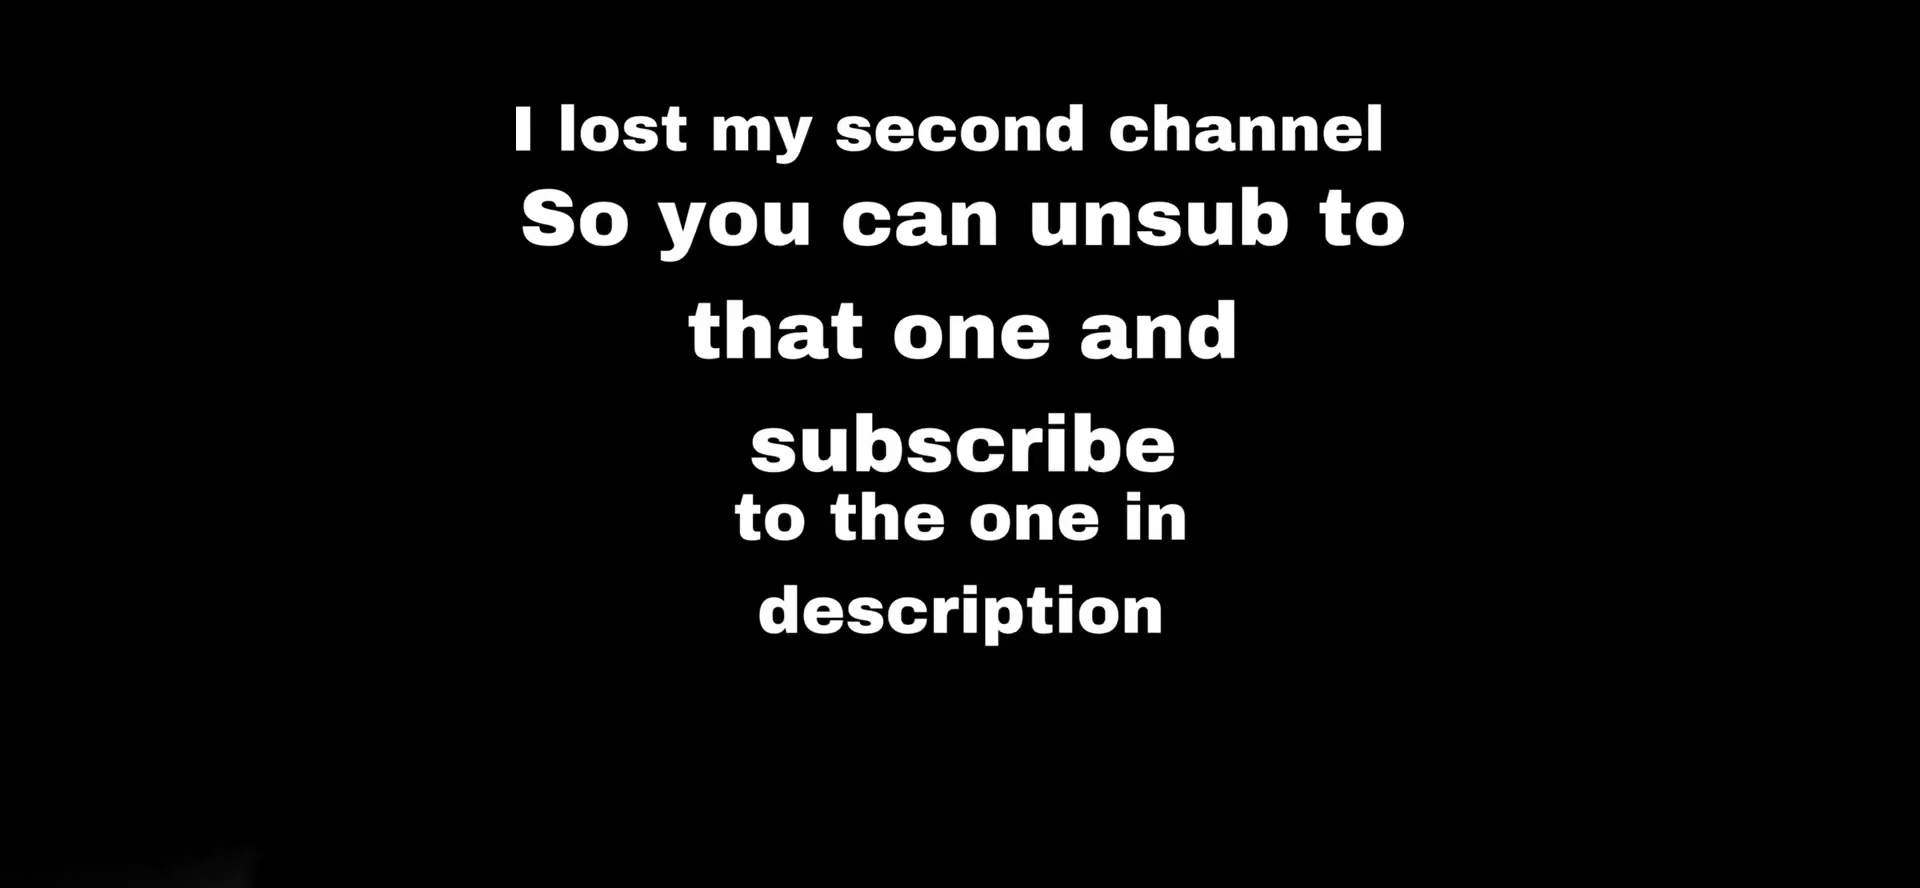 I lost my second channel
So you can unsub to
that one and
subscribe
to the one in
description